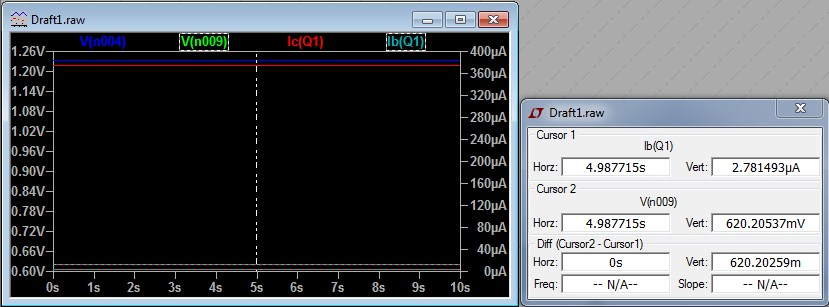 Draft1.raw
V(n004) V(n009) Ic(Q1) Ib(Q1)
1.26V 400µA
1.20V 360µA
1.14V 320µA
1.08V 280µA
1.02V 240µA
0.96V 200µA
0.90V 160µA
0.84V 120µA
0.78V 80µA
0.72V 40µA
0.66V 0µA
0.60V
0s 1s 2s 3s 4s 5s 6s 7s 8s 9s 10s
Draft1.raw
Cursor 1
Ib(Q1)
Horz: 4.987715s Vert: 2.781493µA
Cursor 2
V(n009)
Horz: 4.987715s Vert: 620.20537mV
Diff (Cursor2 - Cursor1)
Horz: 0s Vert: 620.20259m
Freq: -- N/A-- Slope: -- N/A--